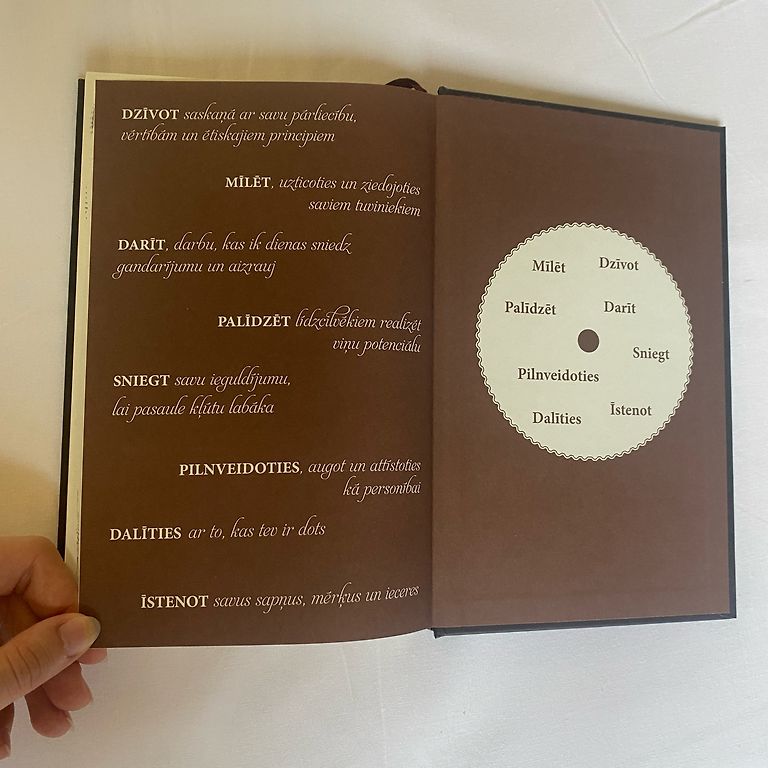 DZĪVOT saskaņā ar savu pārliecību,
vērtībām un ētiskajiem principiem
MĪLĒT, uzticoties un ziedojoties
saviem tuviniekiem
DARĪT, darbu, kas ik dienas sniedz
gandarījumu un aizrauj
PALĪDZĒT līdzcilvēkiem realizēt
viņu potenciālu
SNIEGT savu ieguldījumu,
lai pasaule kļūtu labāka
PILNVEIDOTIES, augot un attīstoties
kā personībai
DALĪTIES ar to, kas tev ir dots
ĪSTENOT savus sapņus, mērķus un ieceres
Mīlēt Dzīvot
Palīdzēt Darīt
Sniegt
Pilnveidoties
Dalīties Īstenot